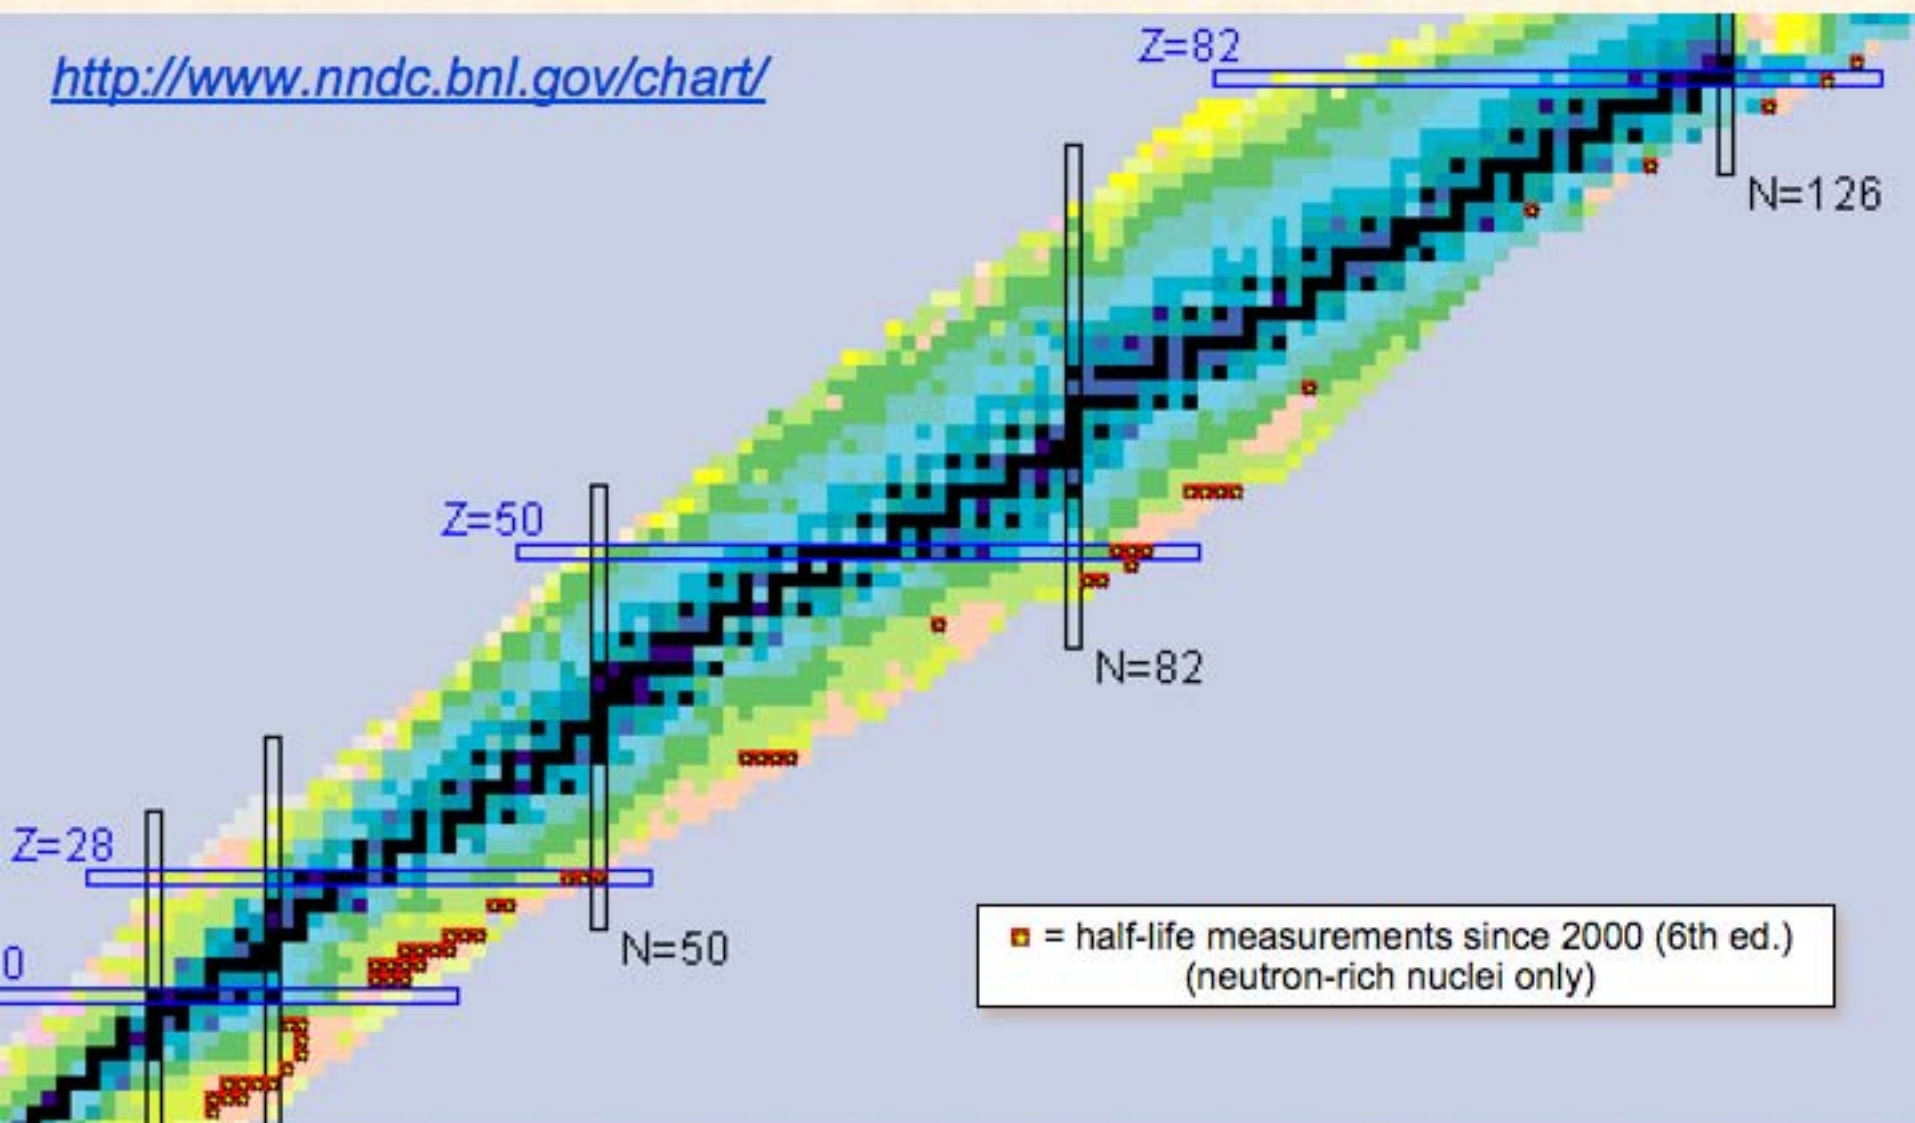 http://www.nndc.bnl.gov/chart/
Z=82
N=126
Z=50
N=82
Z=28
N=50
0
= half-life measurements since 2000 (6th ed.)
(neutron-rich nuclei only)